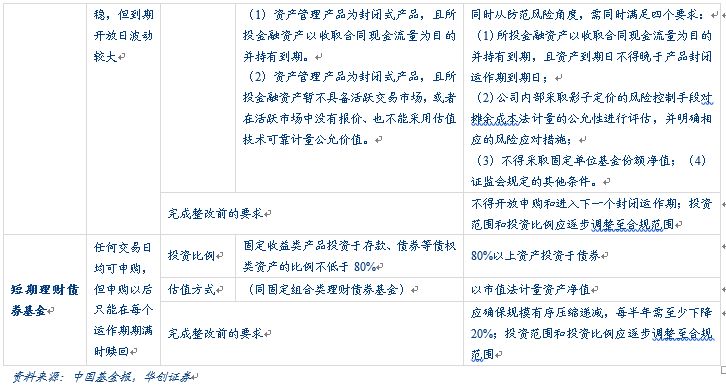 稳，但到期
开放日波动
较大
（1）资产管理产品为封闭式产品，且所
投金融资产以收取合同现金流量为目的
并持有到期。
（2）资产管理产品为封闭式产品，且所
投金融资产暂不具备活跃交易市场，或者
在活跃市场中没有报价、也不能采用估值
技术可靠计量公允价值。
同时从防范风险角度，需同时满足四个要求：
（1）所投金融资产以收取合同现金流量为目的
并持有到期，且资产到期日不得晚于产品封闭
运作期到期日；
（2）公司内部采取影子定价的风险控制手段对
摊余成本法计量的公允性进行评估，并明确相
应的风险应对措施；
（3）不得采取固定单位基金份额净值；（4）
证监会规定的其他条件。
完成整改前的要求
不得开放申购和进入下一个封闭运作期；投资
范围和投资比例应逐步调整至合规范围
短期理财债
券基金
任何交易日
均可申购，
但申购以后
只能在每个
运作期期满
时赎回
投资比例
固定收益类产品投资于存款、债券等债权
类资产的比例不低于 80%
80%以上资产投资于债券
估值方式
（同固定组合类理财债券基金）
以市值法计量资产净值
完成整改前的要求
应确保规模有序压缩递减，每半年需至少下降
20%；投资范围和投资比例应逐步调整至合规
范围
资料来源：中国基金报，华创证券